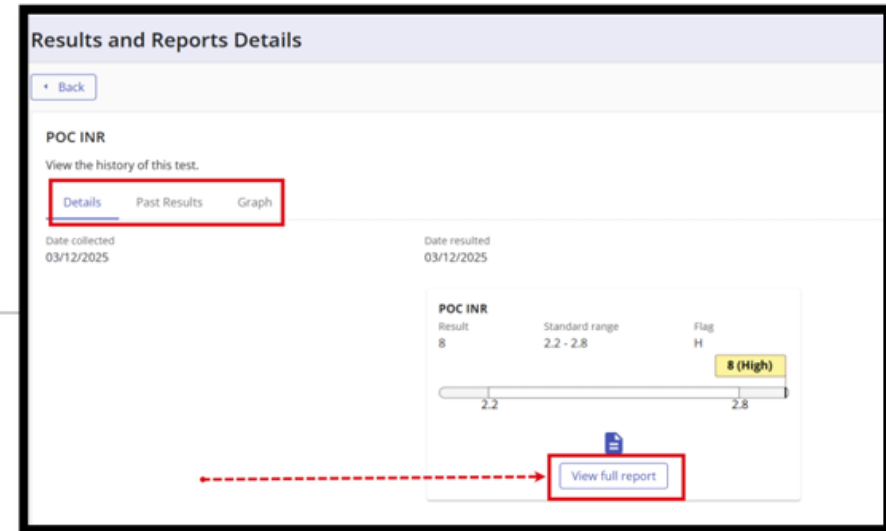 Results and Reports Details
Back
POC INR
View the history of this test.
Details Past Results Graph
Date collected Date resulted
03/12/2025 03/12/2025
POC INR
Result Standard range Flag
8 2.2 - 2.8 H
8 (High)
2.2 2.8
View full report